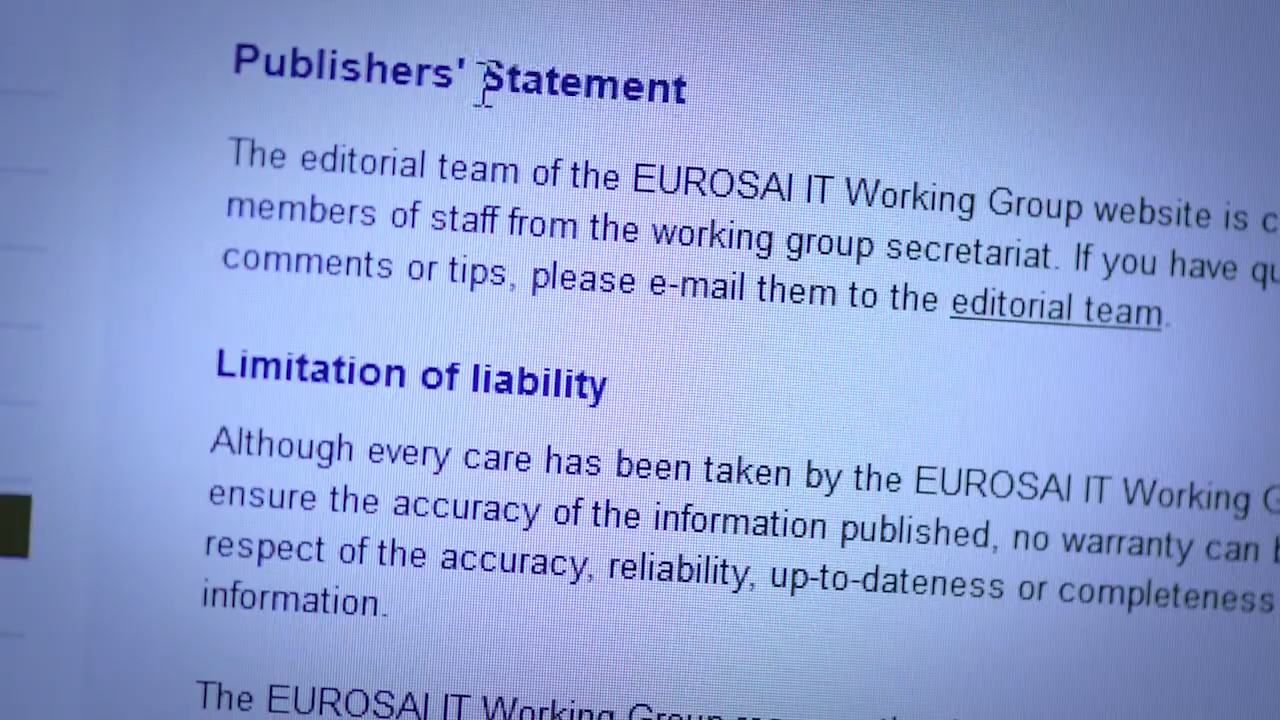 Publishers' Statement
The editorial team of the EUROSAI IT Working Group website is
members of staff from the working group secretariat. If you have
comments or tips, please e-mail them to the editorial team.
Limitation of liability
Although every care has been taken by the EUROSAI IT Working
ensure the accuracy of the information published, no warranty can
respect of the accuracy, reliability, up-to-dateness or completeness
information.
The EUROSAI IT Working Group